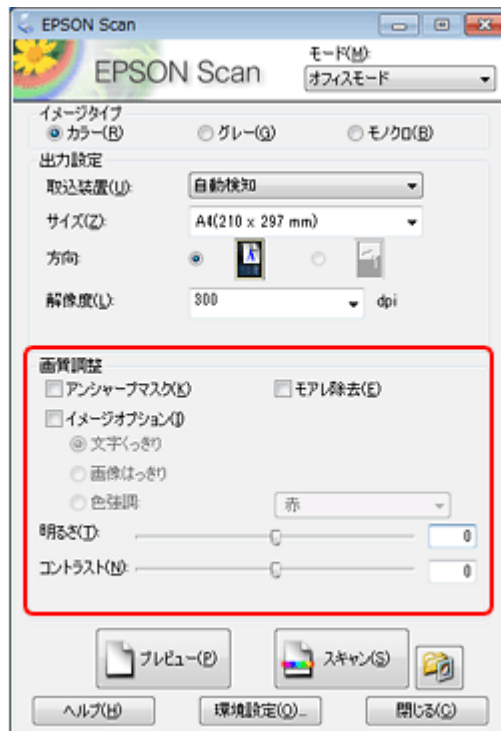 EPSON Scan
EPSON Scan
モード(M):
オフィスモード
イメージタイプ
カラー(R) グレー(G) モノクロ(B)
出力設定
取込装置(U): 自動検知
サイズ(Z): A4(210 x 297 mm)
方向:
解像度(L): 300 dpi
画質調整
アンシャープマスク(K) モアレ除去(E)
イメージオプション(I)
文字くっきり
画像はっきり
色強調: 赤
明るさ(T): 0
コントラスト(N): 0
プレビュー(P) スキャン(S)
ヘルプ(H) 環境設定(O)... 閉じる(C)